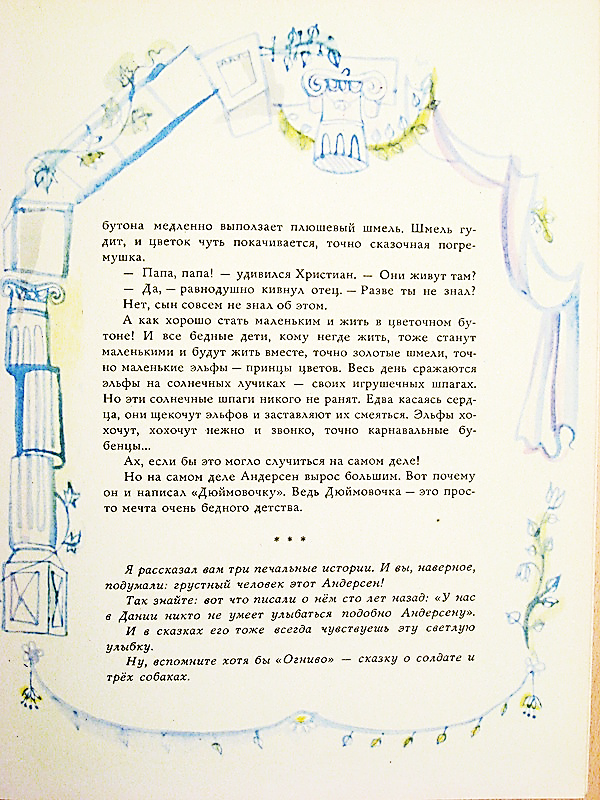 бутона медленно выползает плюшевый шмель. Шмель гу-
дит, и цветок чуть покачивается, точно сказочная погре-
мушка.
— Папа, папа! — удивился Христиан. — Они живут там?
— Да, — равнодушно кивнул отец. — Разве ты не знал?
Нет, сын совсем не знал об этом.
А как хорошо стать маленьким и жить в цветочном бу-
тоне! И все бедные дети, кому негде жить, тоже станут
маленькими и будут жить вместе, точно золотые шмели, точ-
но маленькие эльфы — принцы цветов. Весь день сражаются
эльфы на солнечных лучиках — своих игрушечных шпагах.
Но эти солнечные шпаги никого не ранят. Едва касаясь серд-
ца, они щекочут эльфов и заставляют их смеяться. Эльфы хо-
хочут, хохочут нежно и звонко, точно карнавальные бу-
бенцы...
Ах, если бы это могло случиться на самом деле!
Но на самом деле Андерсен вырос большим. Вот почему
он и написал «Дюймовочку». Ведь Дюймовочка — это прос-
то мечта очень бедного детства.
* * *
Я рассказал вам три печальные истории. И вы, наверное,
подумали: грустный человек этот Андерсен!
Так знайте: вот что писали о нём сто лет назад: «У нас
в Дании никто не умеет улыбаться подобно Андерсену».
И в сказках его тоже всегда чувствуешь эту светлую
улыбку.
Ну, вспомните хотя бы «Огниво» — сказку о солдате и
трёх собаках.